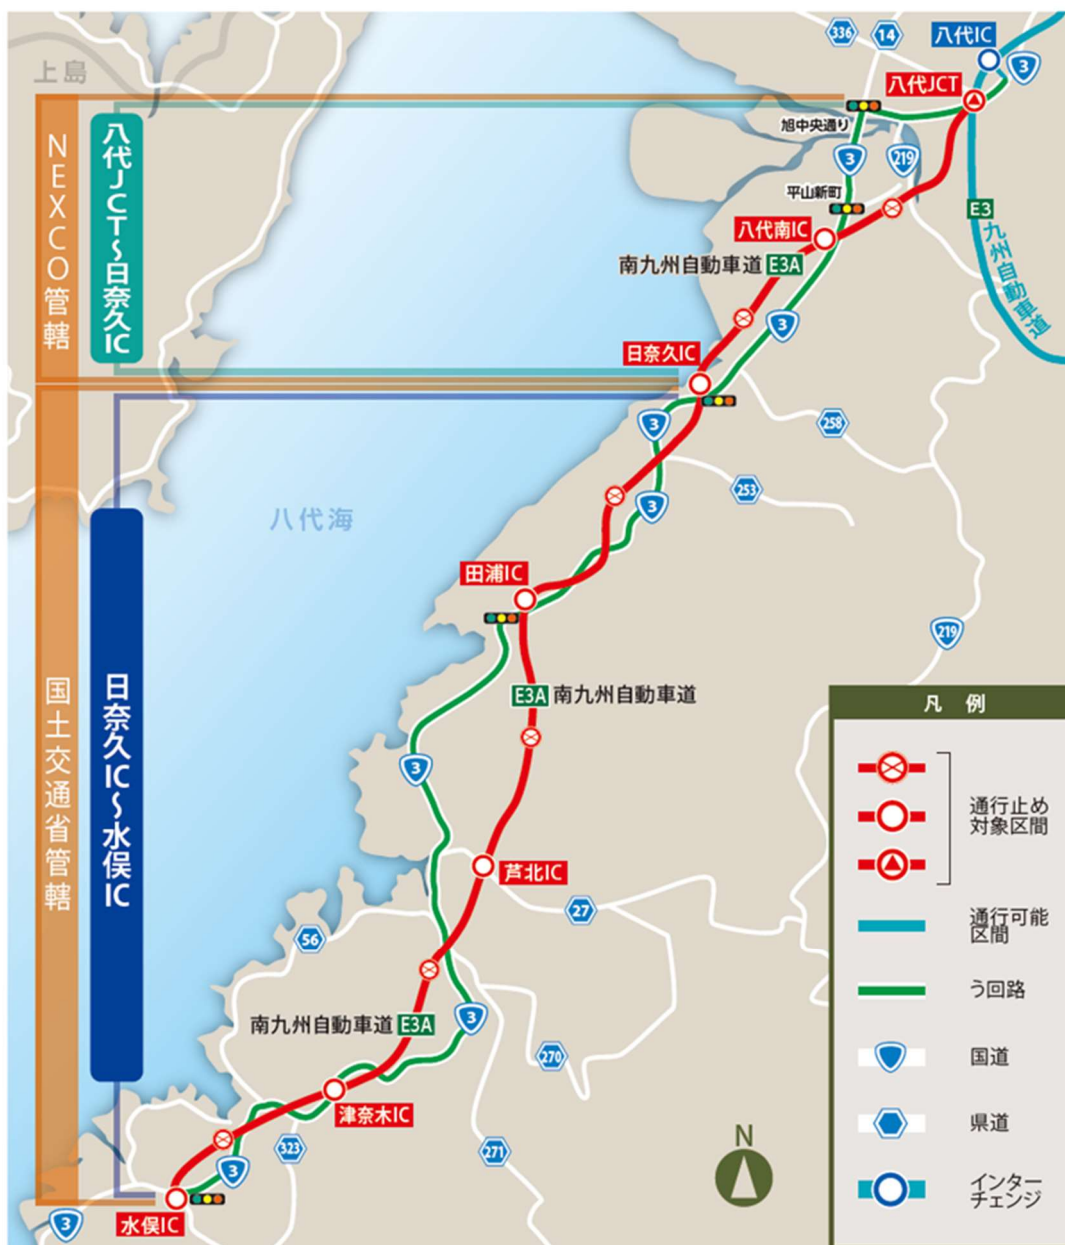 336
14
八代IC
3
上島
八代JCT
旭中央通り
3
219
平山新町
NEXCO管轄
八代JCT～日奈久IC
八代南IC
E3
九州自動車道
南九州自動車道 E3A
3
日奈久IC
3
258
253
3
八代海
田浦IC
219
E3A 南九州自動車道
国土交通省管轄
日奈久IC～水俣IC
3
芦北IC
27
56
南九州自動車道 E3A
3
270
津奈木IC
323
271
3
水俣IC
3
N
凡 例
通行止め
対象区間
通行可能
区間
う回路
国道
県道
インター
チェンジ